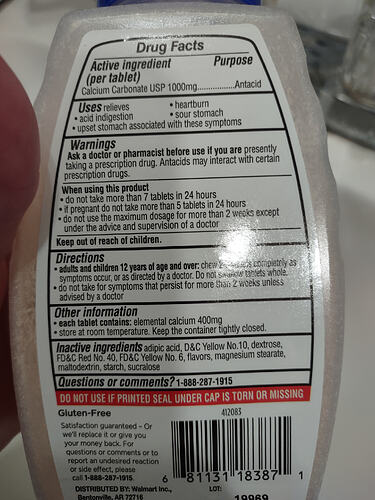 Drug Facts
Active ingredient Purpose
(per tablet)
Calcium Carbonate USP 1000mg....................Antacid
Uses relieves • heartburn
• acid indigestion • sour stomach
• upset stomach associated with these symptoms
Warnings
Ask a doctor or pharmacist before use if you are presently
taking a prescription drug. Antacids may interact with certain
prescription drugs.
When using this product
• do not take more than 7 tablets in 24 hours
• if pregnant do not take more than 5 tablets in 24 hours
• do not use the maximum dosage for more than 2 weeks except
under the advice and supervision of a doctor
Keep out of reach of children.
Directions
• adults and children 12 years of age and over: chew completely as
symptoms occur, or as directed by a doctor. Do not swallow tablets whole.
• do not take for symptoms that persist for more than 2 weeks unless
advised by a doctor
Other information
• each tablet contains: elemental calcium 400mg
• store at room temperature. Keep the container tightly closed.
Inactive ingredients adipic acid, D&C Yellow No.10, dextrose,
FD&C Red No. 40, FD&C Yellow No. 6, flavors, magnesium stearate,
maltodextrin, starch, sucralose
Questions or comments? 1-888-287-1915
DO NOT USE IF PRINTED SEAL UNDER CAP IS TORN OR MISSING
Gluten-Free 412083
Satisfaction guaranteed – Or
we'll replace it or give you
your money back. For
questions or comments or to
report an undesired reaction
or side effect, please
call 1-888-287-1915.
6 81131 18387 1
DISTRIBUTED BY: Walmart Inc., LOT:
Bentonville, AR 72716 19969